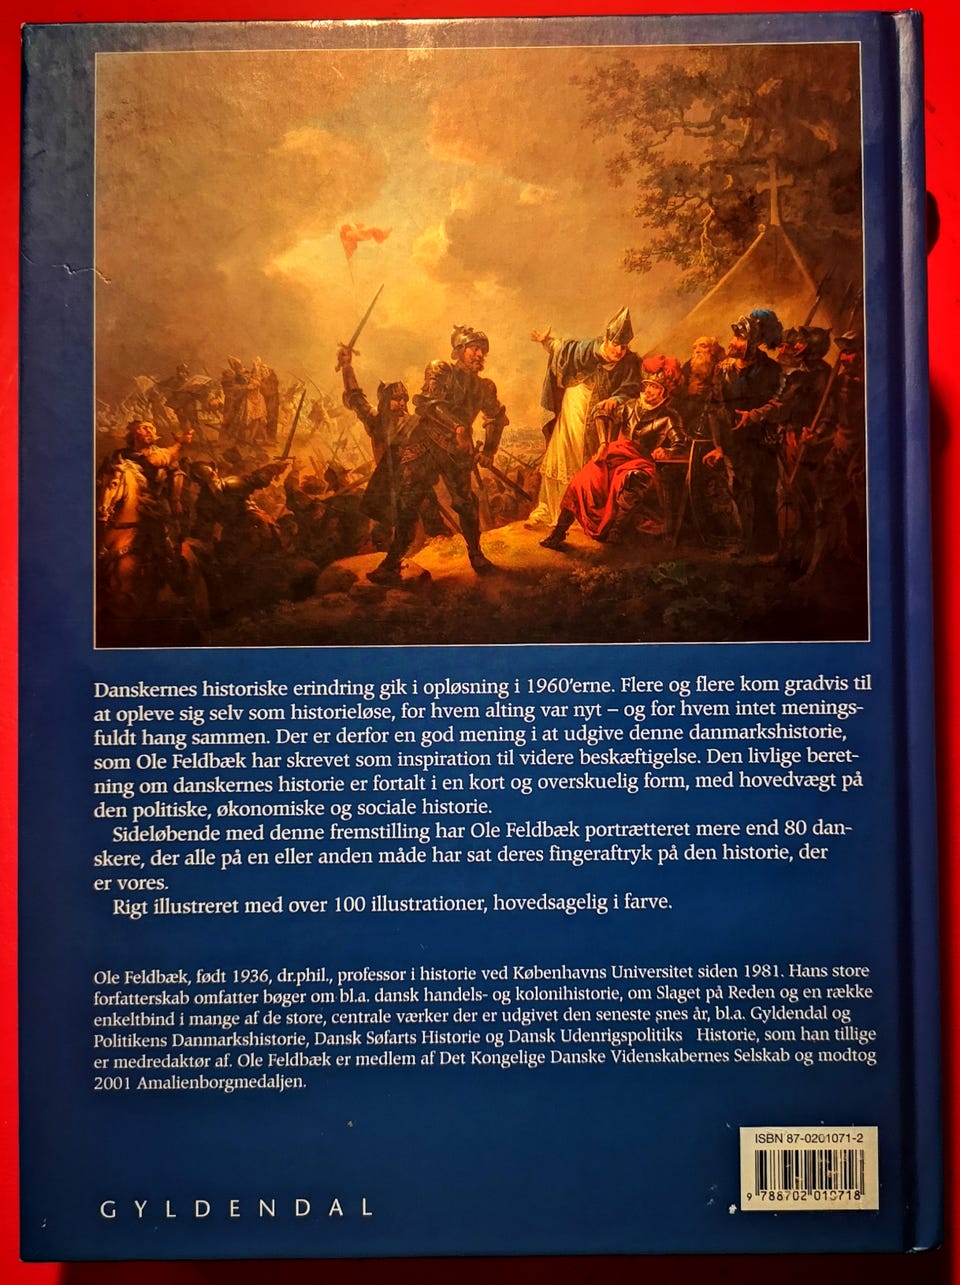 Danskernes historiske erindring gik i opløsning i 1960'erne. Flere og flere kom gradvis til
at opleve sig selv som historieløse, for hvem alting var nyt – og for hvem intet menings-
fuldt hang sammen. Der er derfor en god mening i at udgive denne danmarkshistorie,
som Ole Feldbæk har skrevet som inspiration til videre beskæftigelse. Den livlige beret-
ning om danskernes historie er fortalt i en kort og overskuelig form, med hovedvægt på
den politiske, økonomiske og sociale historie.
Sideløbende med denne fremstilling har Ole Feldbæk portrætteret mere end 80 dan-
skere, der alle på en eller anden måde har sat deres fingeraftryk på den historie, der
er vores.
Rigt illustreret med over 100 illustrationer, hovedsagelig i farve.
Ole Feldbæk, født 1936, dr.phil., professor i historie ved Københavns Universitet siden 1981. Hans store
forfatterskab omfatter bøger om bl.a. dansk handels- og kolonihistorie, om Slaget på Reden og en række
enkeltbind i mange af de store, centrale værker der er udgivet den seneste snes år, bl.a. Gyldendal og
Politikens Danmarkshistorie, Dansk Søfarts Historie og Dansk Udenrigspolitiks Historie, som han tillige
er medredaktør af. Ole Feldbæk er medlem af Det Kongelige Danske Videnskabernes Selskab og modtog
2001 Amalienborgmedaljen.
ISBN 87-0201071-2
9 788702 010718
GYLDENDAL